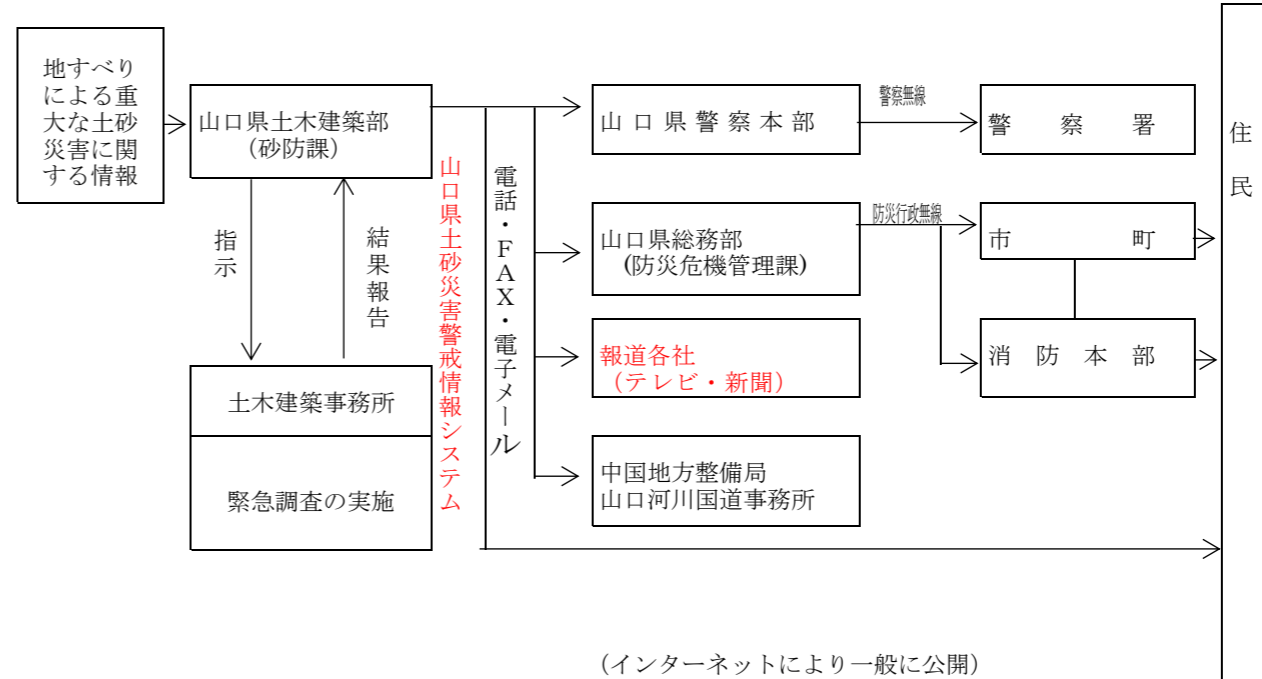 地すべり
による重
大な土砂
災害に関
する情報
山口県土木建築部
（砂防課）
指示
結果報告
土木建築事務所
緊急調査の実施
山口県土砂災害警戒情報システム
電話・FAX・電子メール
山口県警察本部
警察無線
警察署
山口県総務部
(防災危機管理課)
防災行政無線
市町
報道各社
（テレビ・新聞）
消防本部
中国地方整備局
山口河川国道事務所
住民
（インターネットにより一般に公開）